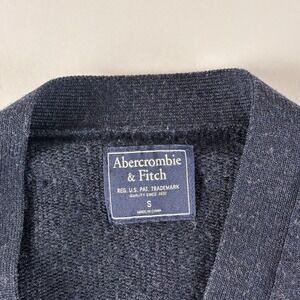 Abercrombie
& Fitch
REG. U.S. PAT. TRADEMARK
QUALITY SINCE 1892
S
MADE IN CHINA